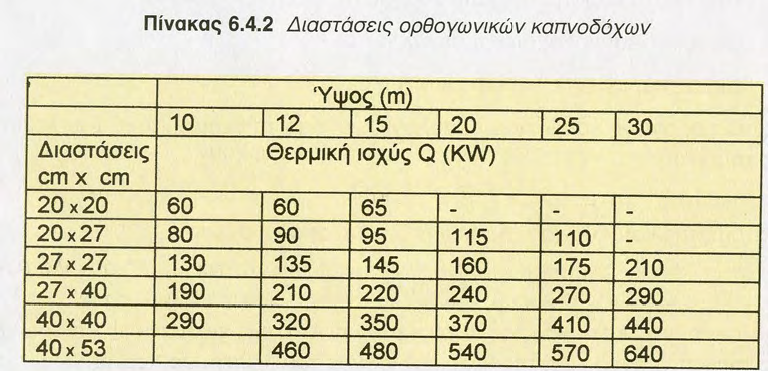 Πίνακας 6.4.2 Διαστάσεις ορθογωνικών καπνοδόχων
Ύψος (m)
10 12 15 20 25 30
Διαστάσεις Θερμική ισχύς Q (KW)
cm x cm
20 x 20 60 60 65 - - -
20 x 27 80 90 95 115 110 -
27 x 27 130 135 145 160 175 210
27 x 40 190 210 220 240 270 290
40 x 40 290 320 350 370 410 440
40 x 53 460 480 540 570 640